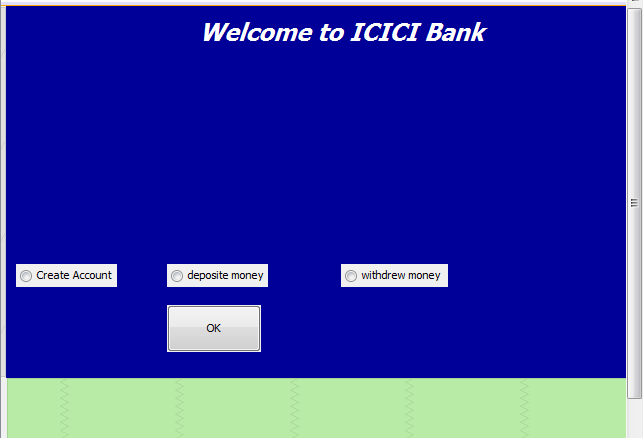 Welcome to ICICI Bank
Create Account
deposite money
withdrew money
OK